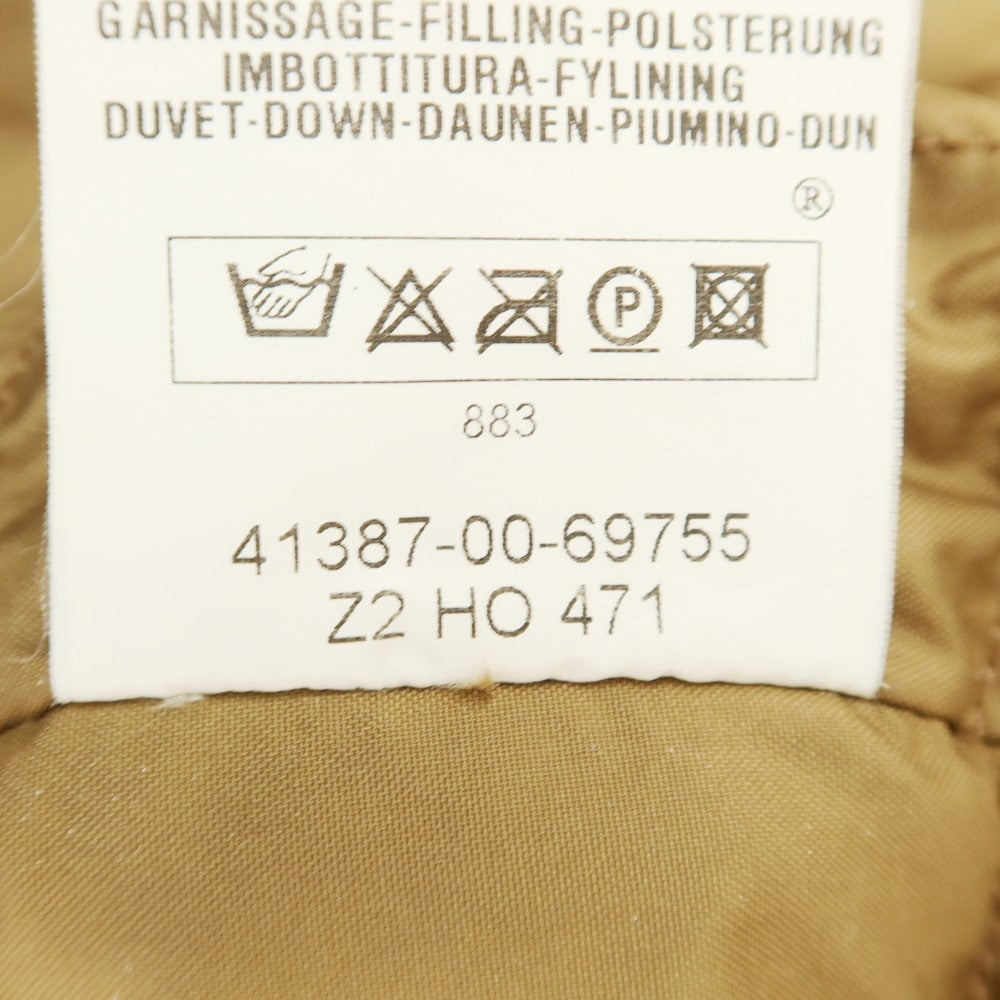 GARNISSAGE-FILLING-POLSTERUNG
IMBOTTITURA-FYLINING
DUVET-DOWN-DAUNEN-PIUMINO-DUN
®
P
883
41387-00-69755
Z2 HO 471